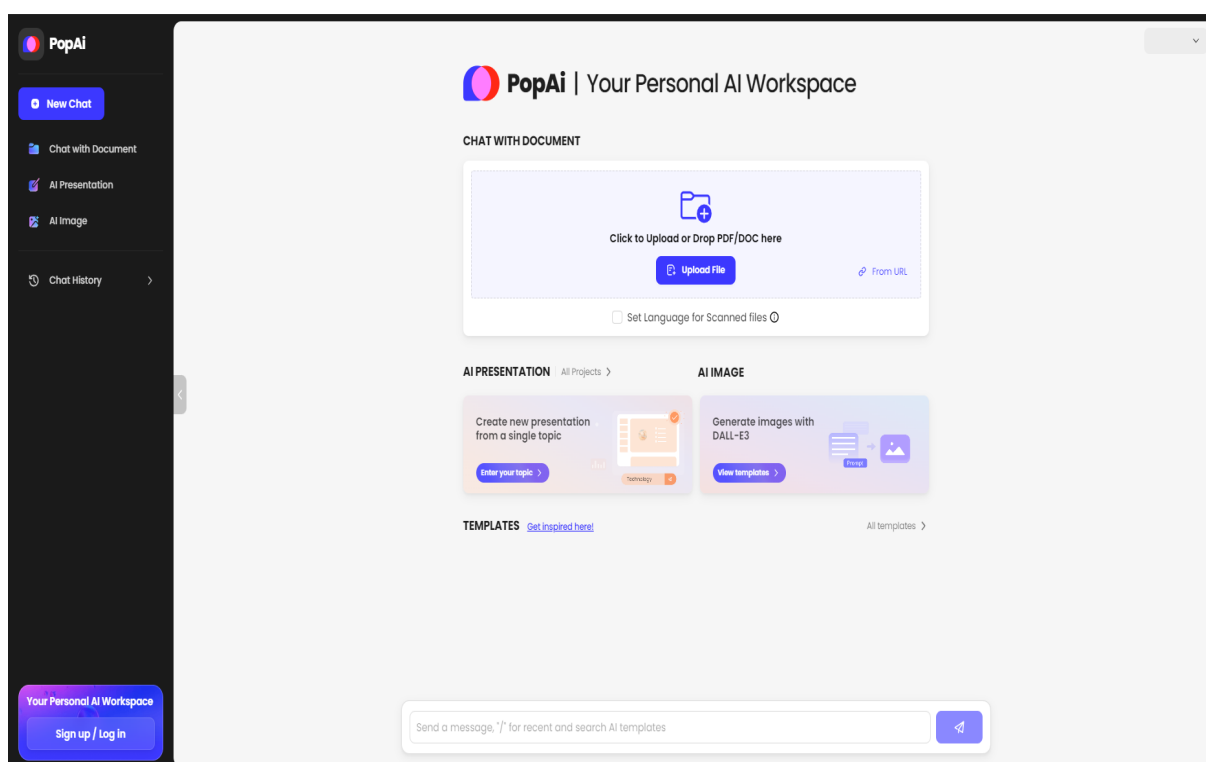 PopAi
New Chat
Chat with Document
AI Presentation
AI Image
Chat History
Your Personal AI Workspace
Sign up / Log in
PopAi | Your Personal AI Workspace
CHAT WITH DOCUMENT
Click to Upload or Drop PDF/DOC here
Upload File
From URL
Set Language for Scanned files
AI PRESENTATION All Projects
Create new presentation
from a single topic
Enter your topic
Technology
AI IMAGE
Generate images with
DALL-E3
View templates
Prompt
TEMPLATES Get inspired here!
All templates
Send a message, "/" for recent and search AI templates